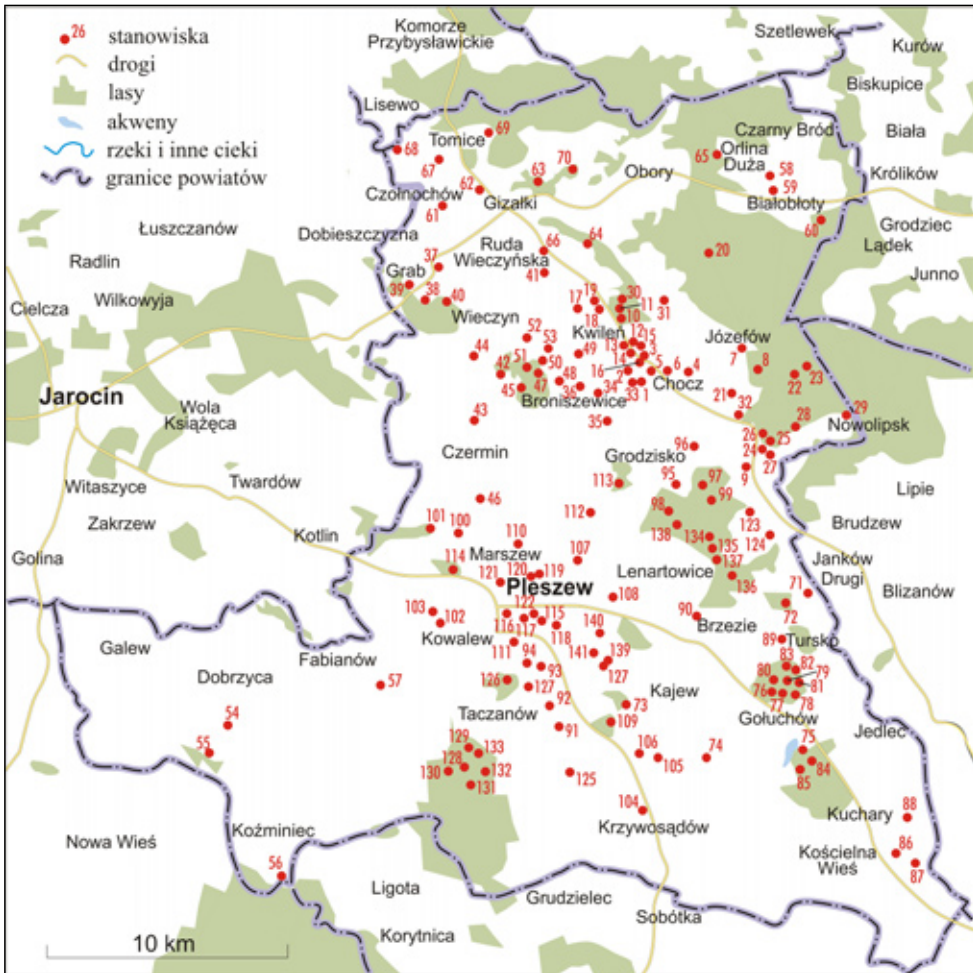 26
stanowiska
drogi
lasy
akweny
rzeki i inne cieki
granice powiatów
Komorze
Przybysławickie
Szetlewek
Kurów
Biskupice
Lisewo
Tomice
69
Czarny Bród
Biała
68
67
70
65
Orlina
Duża
58
Królików
63
62
Obory
59
Czołnochów
Gizałki
Białobłoty
61
60
Łuszczanów
Dobieszczyzna
Grodziec
Ruda
Wieczyńska
66
64
20
Lądek
Radlin
37
Grab
41
Junno
Cielcza
Wilkowyja
39
38
40
17
19
30
11
31
Wieczyn
18
10
52
53
Kwileń
12
15
Józefów
44
49
13
14
3
7
8
51
50
16
5
6
4
22
23
42
48
2
Chocz
Jarocin
45
47
36
34
33
1
21
Broniszewice
32
28
29
Wola
Książęca
43
35
Nowolipsk
26
25
Czermin
96
24
27
Grodzisko
9
Witaszyce
Twardów
113
95
97
Lipie
46
99
Zakrzew
112
98
123
101
100
138
Brudzew
Kotlin
110
134
124
Golina
Marszew
107
135
Janków
Drugi
114
120
119
137
121
Pleszew
Lenartowice
136
71
Blizanów
108
72
103
122
115
90
102
116
117
140
Brzezie
Kowalew
118
89
Tursko
Galew
111
141
139
83
82
Fabianów
94
93
127
80
79
Dobrzyca
126
81
57
127
Kajew
76
77
78
92
73
Taczanów
Gołuchów
54
91
109
75
Jedlec
55
129
133
106
74
128
105
84
130
132
125
85
131
104
88
Kuchary
Nowa Wieś
Koźminiec
Krzywosądów
86
Kościelna
Wieś
56
87
Ligota
Grudzielec
Sobótka
Korytnica
10 km